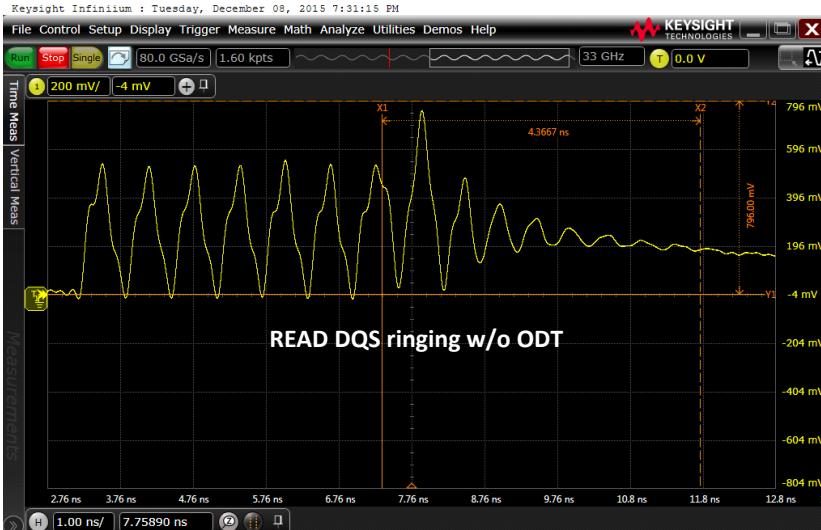 Keysight Infiniium : Tuesday, December 08, 2015 7:31:15 PM
File Control Setup Display Trigger Measure Math Analyze Utilities Demos Help
KEYSIGHT
TECHNOLOGIES
Run Stop Single 80.0 GSa/s 1.60 kpts 33 GHz T 0.0 V
1 200 mV/ -4 mV
Time Meas
Vertical Meas
Measurements
X1 X2 Y2
796 mV
4.3667 ns
596 mV
796.00 mV
396 mV
196 mV
Y1 -4 mV
READ DQS ringing w/o ODT
-204 mV
-404 mV
-604 mV
-804 mV
2.76 ns 3.76 ns 4.76 ns 5.76 ns 6.76 ns 7.76 ns 8.76 ns 9.76 ns 10.8 ns 11.8 ns 12.8 ns
H 1.00 ns/ 7.75890 ns